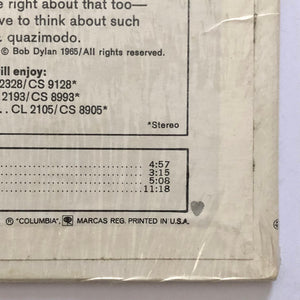 e right about that too—
ve to think about such
quazimodo.
© Bob Dylan 1965/All rights reserved.
ill enjoy:
2328/CS 9128*
2193/CS 8993*
. . CL 2105/CS 8905*
*Stereo
4:57
3:15
5:08
11:18
® "COLUMBIA", MARCAS REG. PRINTED IN U.S.A.